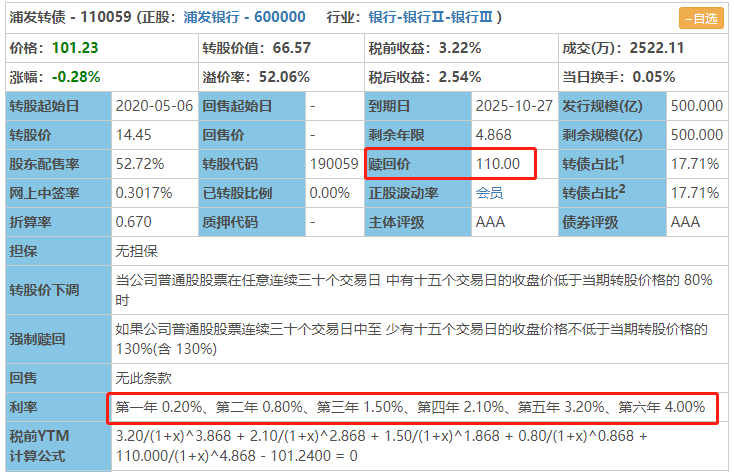 浦发转债 - 110059 (正股：浦发银行 - 600000 行业：银行-银行Ⅱ-银行Ⅲ ) −自选
价格：101.23 转股价值：66.57 税前收益：3.22% 成交(万)：2522.11
涨幅：-0.28% 溢价率：52.06% 税后收益：2.54% 当日换手：0.05%
转股起始日 2020-05-06 回售起始日 - 到期日 2025-10-27 发行规模(亿) 500.000
转股价 14.45 回售价 - 剩余年限 4.868 剩余规模(亿) 500.000
股东配售率 52.72% 转股代码 190059 赎回价 110.00 转债占比1 17.71%
网上中签率 0.3017% 已转股比例 0.00% 正股波动率 会员 转债占比2 17.71%
折算率 0.670 质押代码 - 主体评级 AAA 债券评级 AAA
担保 无担保
转股价下调 当公司普通股股票在任意连续三十个交易日 中有十五个交易日的收盘价低于当期转股价格的 80%
时
强制赎回 如果公司普通股股票连续三十个交易日中至 少有十五个交易日的收盘价格不低于当期转股价格的
130%(含 130%)
回售 无此条款
利率 第一年 0.20%、第二年 0.80%、第三年 1.50%、第四年 2.10%、第五年 3.20%、第六年 4.00%
税前YTM 3.20/(1+x)^3.868 + 2.10/(1+x)^2.868 + 1.50/(1+x)^1.868 + 0.80/(1+x)^0.868 +
计算公式 110.000/(1+x)^4.868 - 101.2400 = 0